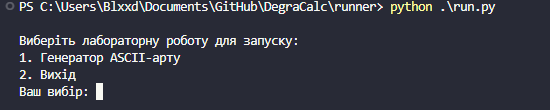 PS C:\Users\Blxxd\Documents\GitHub\DegraCalc\runner> python .\run.py
Виберіть лабораторну роботу для запуску:
1. Генератор ASCII-арту
2. Вихід
Ваш вибір: